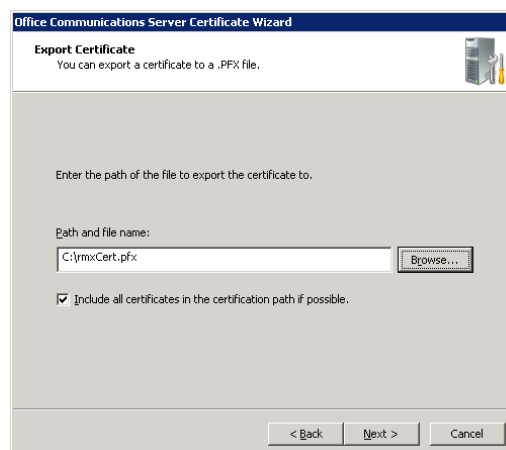 Office Communications Server Certificate Wizard
Export Certificate
You can export a certificate to a .PFX file.
Enter the path of the file to export the certificate to.
Path and file name:
C:\rmxCert.pfx
Browse...
Include all certificates in the certification path if possible.
< Back Next > Cancel